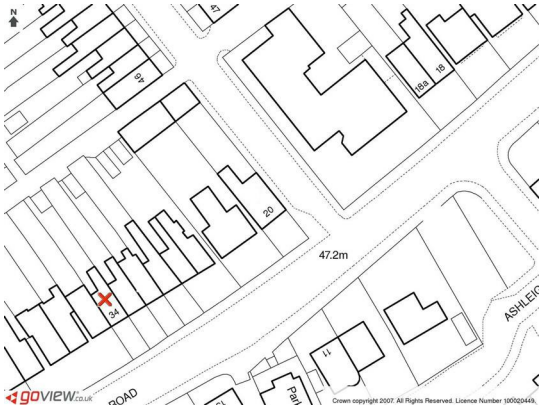 N
47
46
18a
18
20
47.2m
34
11
ASHLEIG
ROAD
Park
goview.co.uk
Crown copyright 2007. All Rights Reserved. Licence Number 100020449.